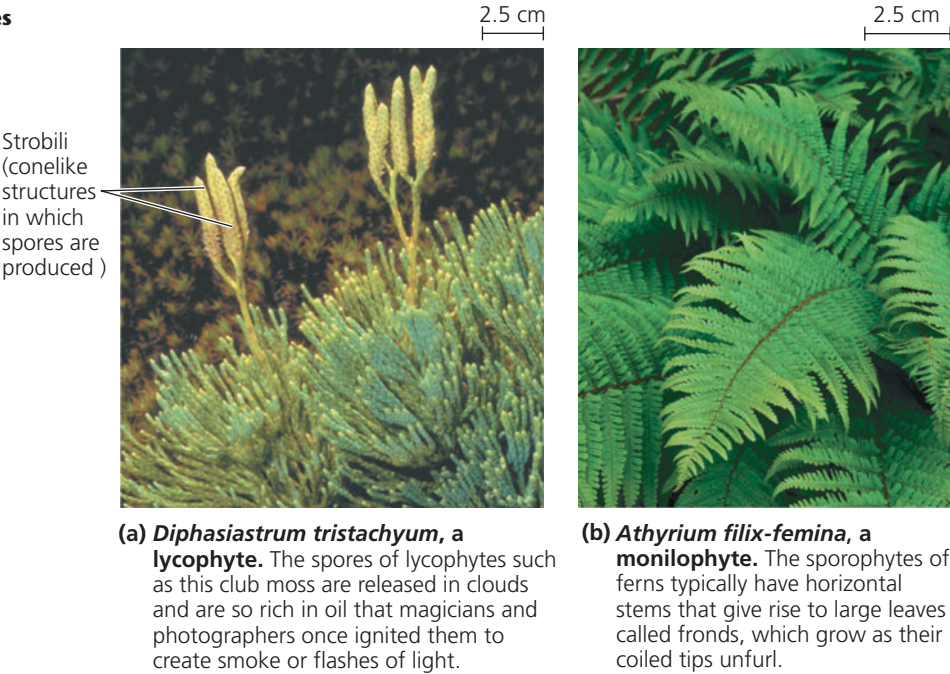 2.5 cm
2.5 cm
Strobili
(conelike
structures
in which
spores are
produced )
(a) Diphasiastrum tristachyum, a
lycophyte. The spores of lycophytes such
as this club moss are released in clouds
and are so rich in oil that magicians and
photographers once ignited them to
create smoke or flashes of light.
(b) Athyrium filix-femina, a
monilophyte. The sporophytes of
ferns typically have horizontal
stems that give rise to large leaves
called fronds, which grow as their
coiled tips unfurl.